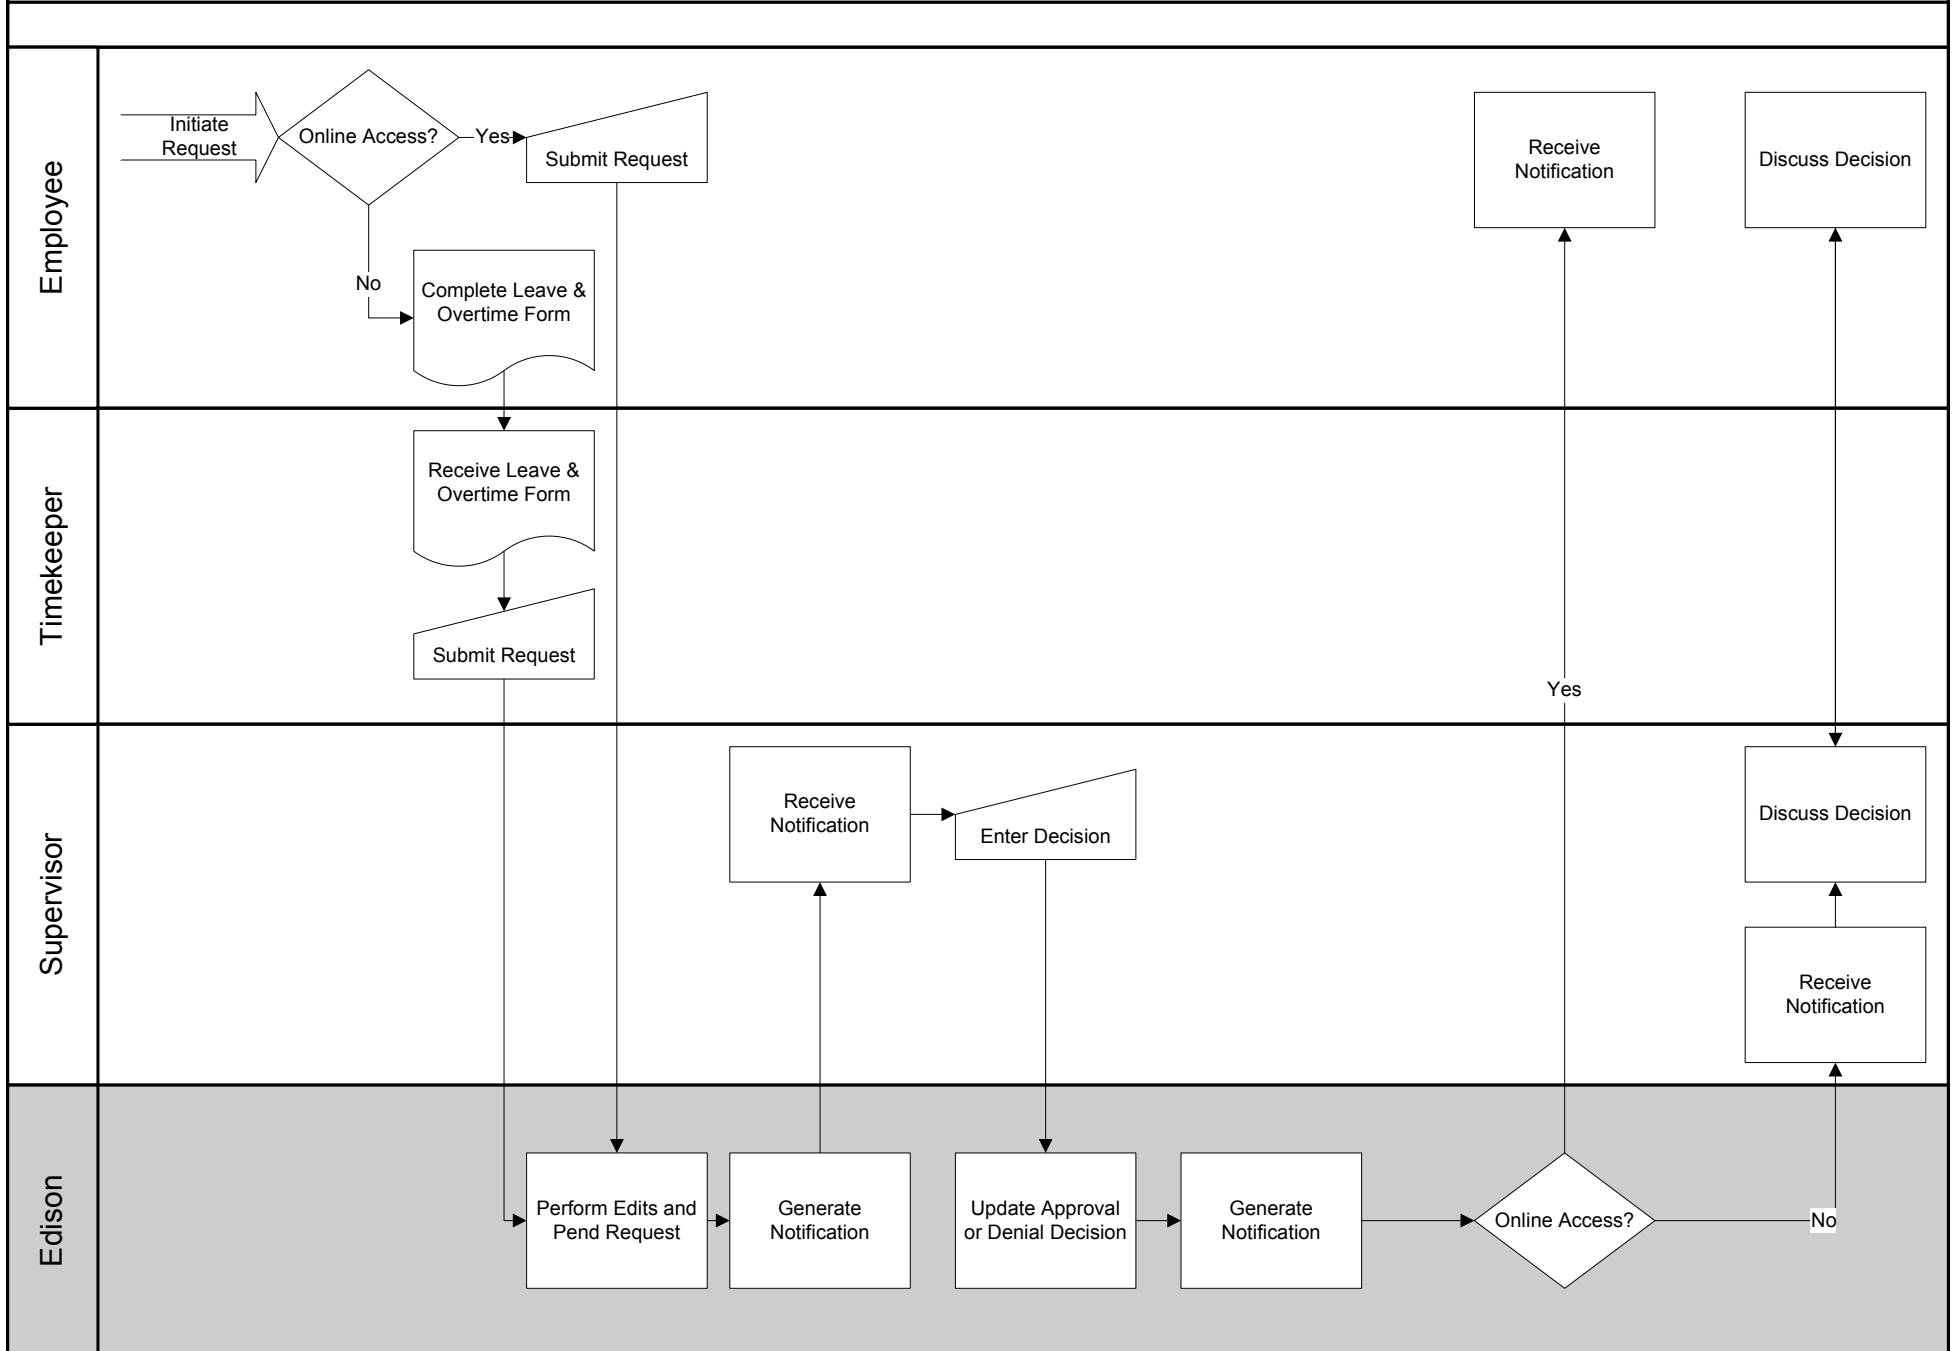 Employee
Initiate
Request
Online Access?
Yes
Submit Request
No
Complete Leave &
Overtime Form
Receive
Notification
Discuss Decision
Timekeeper
Receive Leave &
Overtime Form
Submit Request
Yes
Supervisor
Receive
Notification
Enter Decision
Discuss Decision
Receive
Notification
Edison
Perform Edits and
Pend Request
Generate
Notification
Update Approval
or Denial Decision
Generate
Notification
Online Access?
No